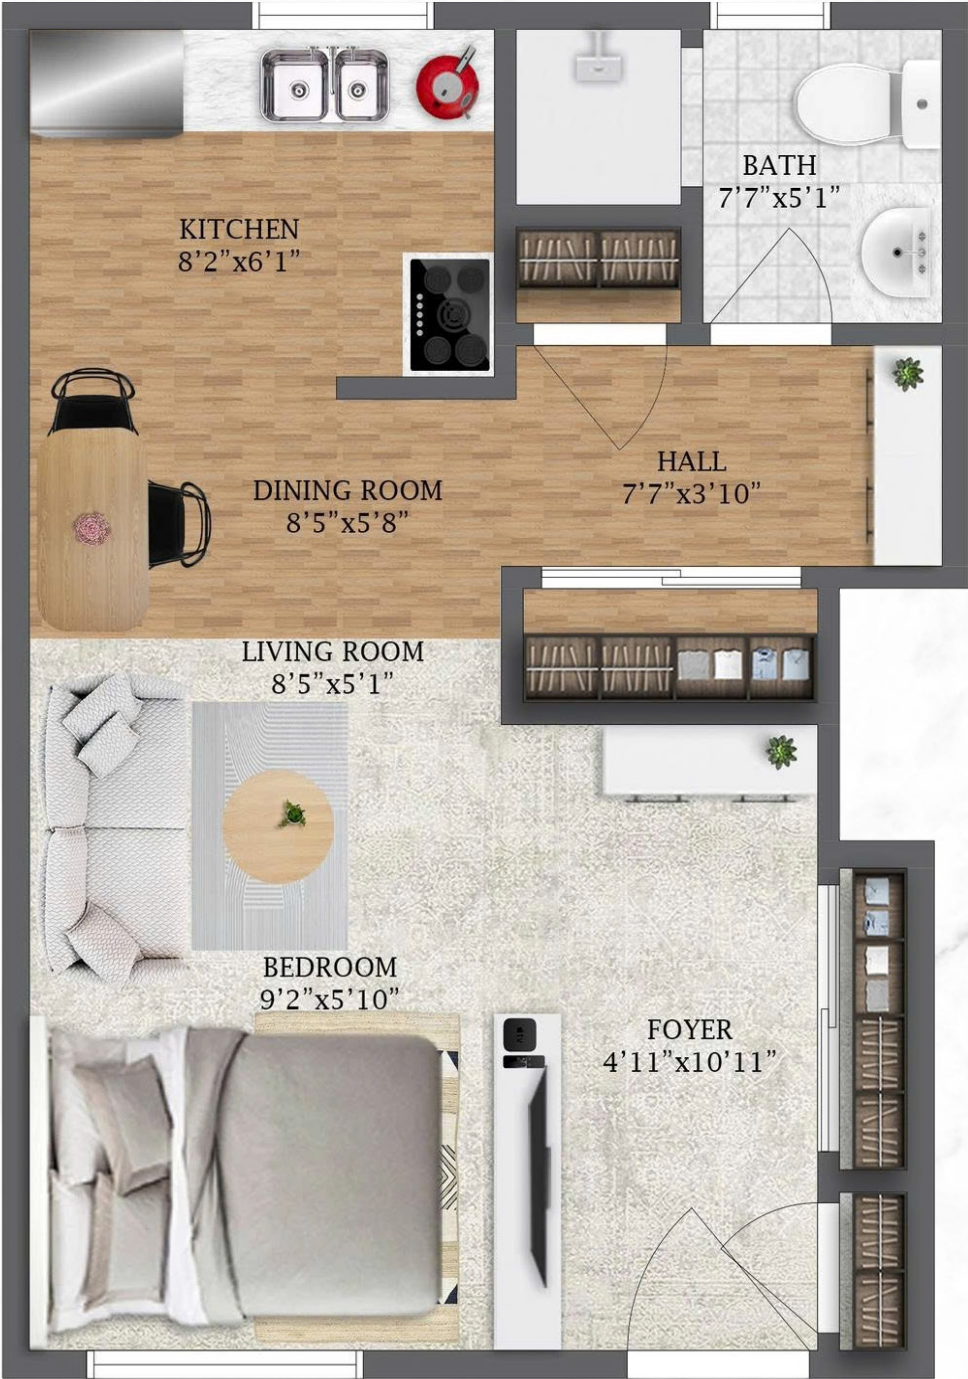 BATH
7'7"x5'1"
KITCHEN
8'2"x6'1"
HALL
7'7"x3'10"
DINING ROOM
8'5"x5'8"
LIVING ROOM
8'5"x5'1"
BEDROOM
9'2"x5'10"
FOYER
4'11"x10'11"